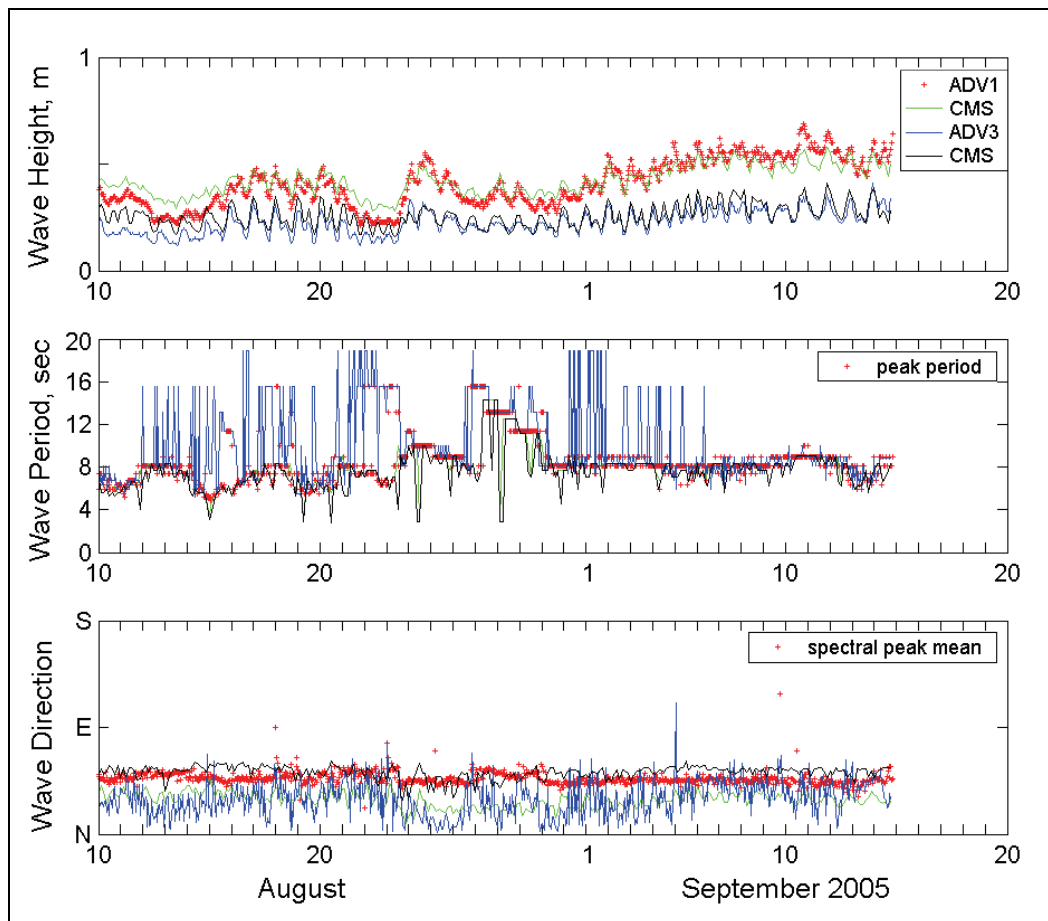 1
Wave Height, m
0
ADV1
CMS
ADV3
CMS
10
20
1
10
20
20
16
12
8
4
0
Wave Period, sec
peak period
10
20
1
10
20
S
E
N
Wave Direction
spectral peak mean
10
20
1
10
20
August
September 2005